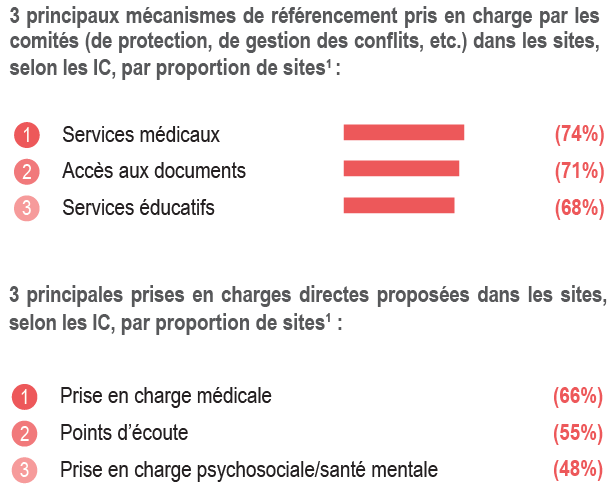 3 principaux mécanismes de référencement pris en charge par les
comités (de protection, de gestion des conflits, etc.) dans les sites,
selon les IC, par proportion de sites¹ :
1 Services médicaux (74%)
2 Accès aux documents (71%)
3 Services éducatifs (68%)
3 principales prises en charges directes proposées dans les sites,
selon les IC, par proportion de sites¹ :
1 Prise en charge médicale (66%)
2 Points d’écoute (55%)
3 Prise en charge psychosociale/santé mentale (48%)